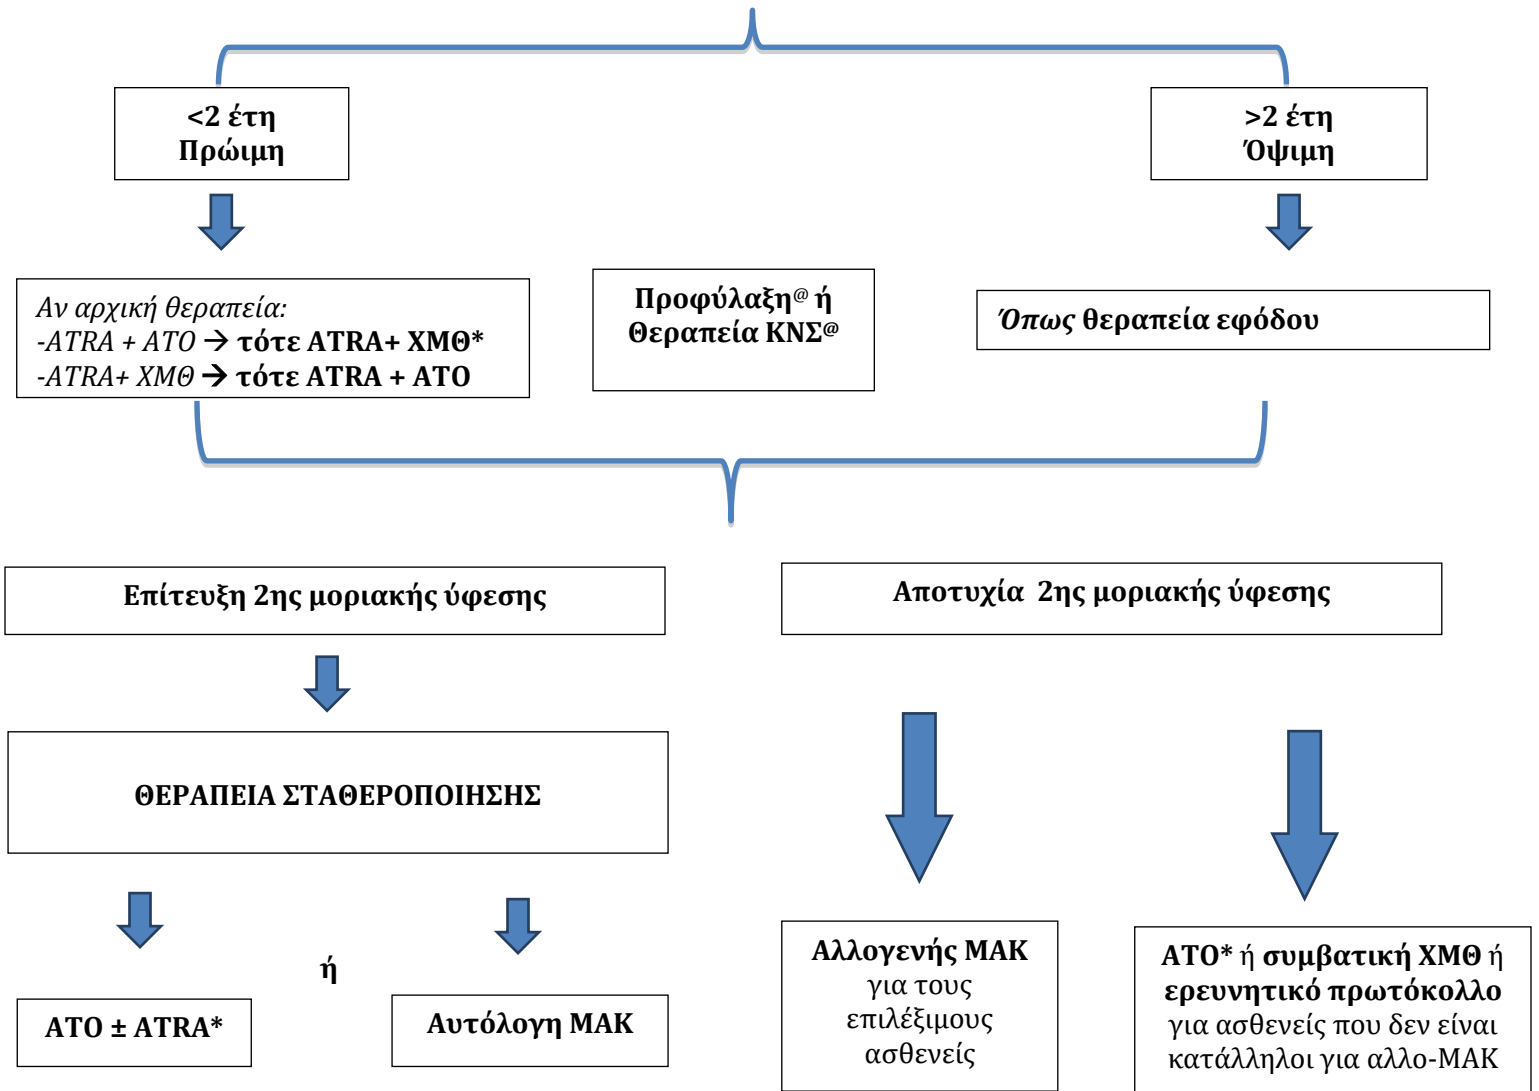 <2 έτη
Πρώιμη
>2 έτη
Όψιμη
Αν αρχική θεραπεία:
-ATRA + ATO → τότε ATRA+ ΧΜΘ*
-ATRA+ ΧΜΘ → τότε ATRA + ATO
Προφύλαξη@ ή
Θεραπεία ΚΝΣ@
Όπως θεραπεία εφόδου
Επίτευξη 2ης μοριακής ύφεσης
Αποτυχία 2ης μοριακής ύφεσης
ΘΕΡΑΠΕΙΑ ΣΤΑΘΕΡΟΠΟΙΗΣΗΣ
ή
ATO ± ATRA*
Αυτόλογη ΜΑΚ
Αλλογενής ΜΑΚ
για τους
επιλέξιμους
ασθενείς
ATO* ή συμβατική ΧΜΘ ή
ερευνητικό πρωτόκολλο
για ασθενείς που δεν είναι
κατάλληλοι για αλλο-ΜΑΚ